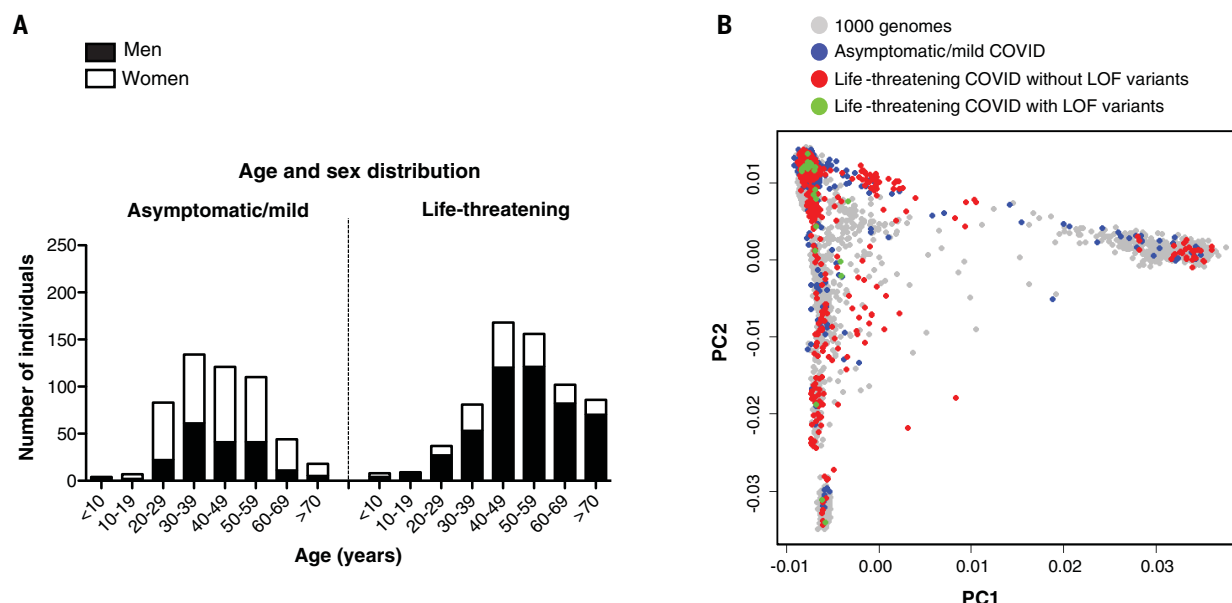 A
Men
Women
Age and sex distribution
Asymptomatic/mild
Life-threatening
Number of individuals
250
200
150
100
50
0
<10
10-19
20-29
30-39
40-49
50-59
60-69
>70
<10
10-19
20-29
30-39
40-49
50-59
60-69
>70
Age (years)
B
1000 genomes
Asymptomatic/mild COVID
Life-threatening COVID without LOF variants
Life-threatening COVID with LOF variants
PC2
0.01
0.00
-0.01
-0.02
-0.03
-0.01
0.00
0.01
0.02
0.03
PC1